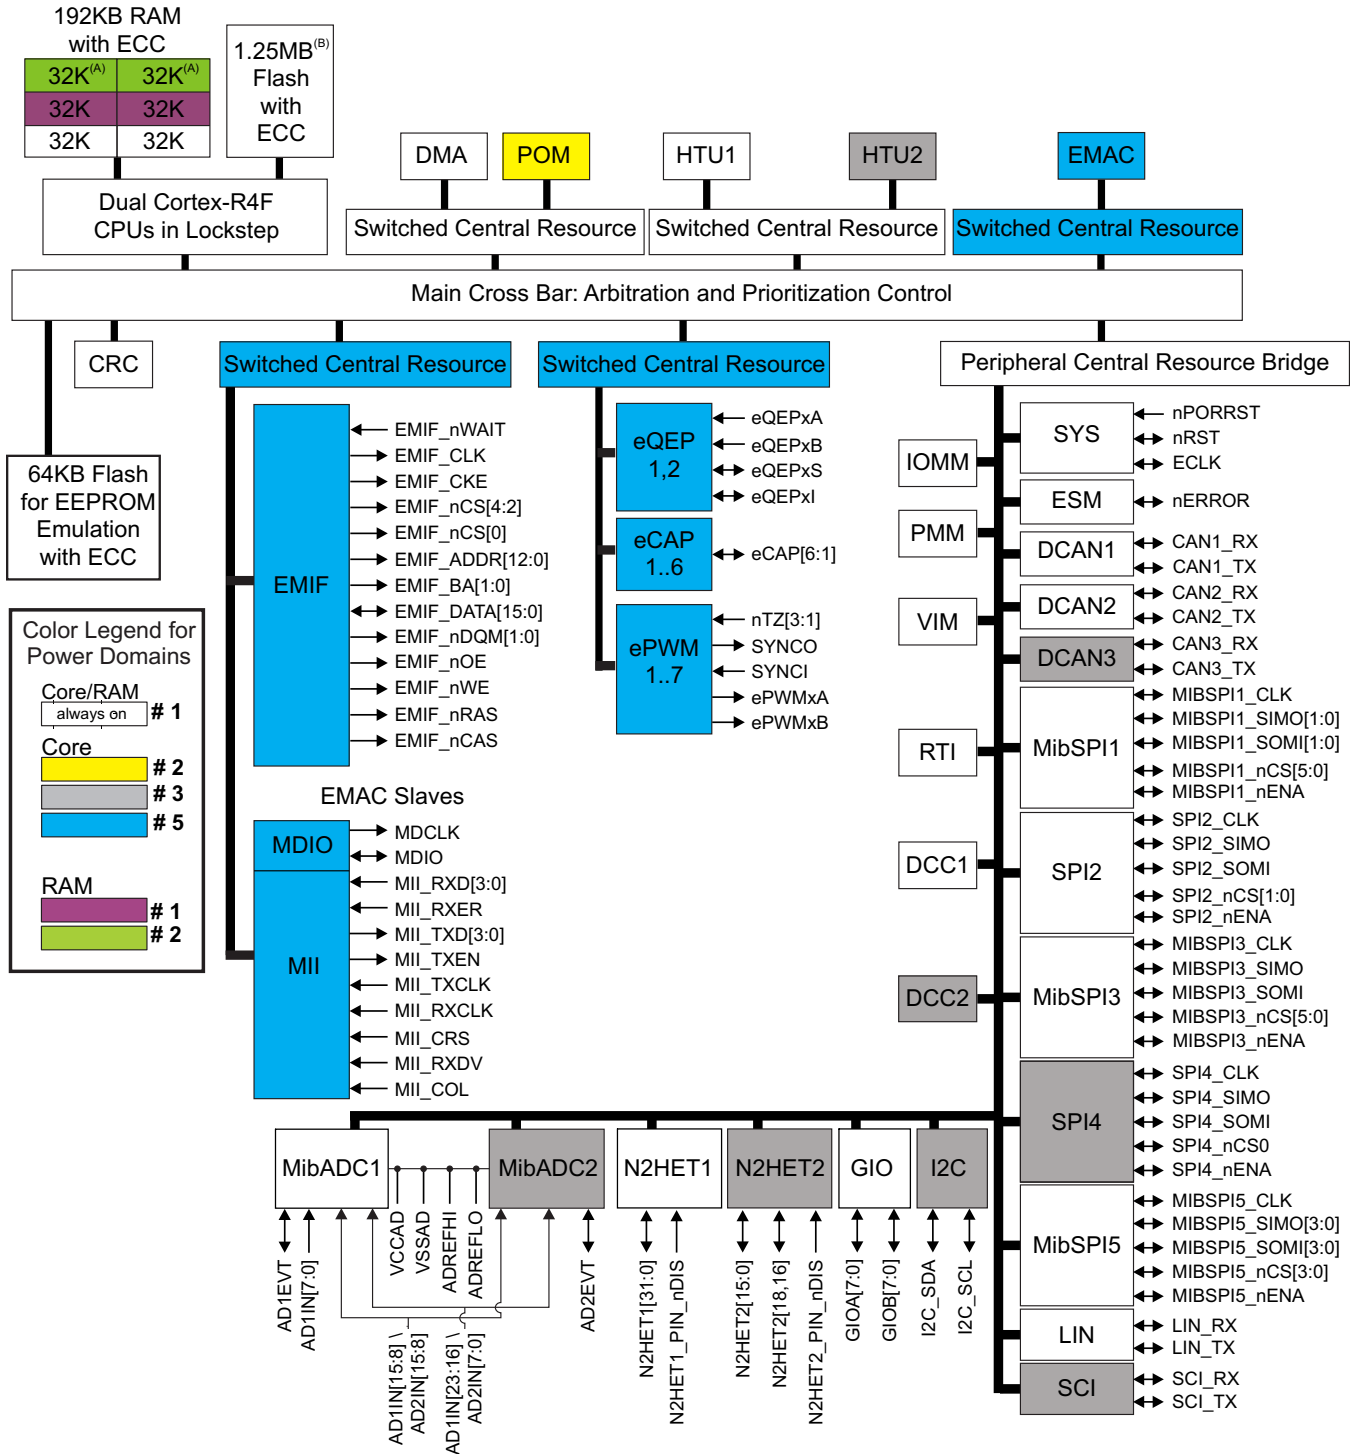 192KB RAM
with ECC
32K(A) 32K(A)
32K 32K
32K 32K
1.25MB(B)
Flash
with
ECC
DMA
POM
HTU1
HTU2
EMAC
Dual Cortex-R4F
CPUs in Lockstep
Switched Central Resource
Switched Central Resource
Switched Central Resource
Main Cross Bar: Arbitration and Prioritization Control
CRC
Switched Central Resource
Switched Central Resource
Peripheral Central Resource Bridge
64KB Flash
for EEPROM
Emulation
with ECC
Color Legend for
Power Domains
Core/RAM
always on
# 1
Core
# 2
# 3
# 5
RAM
# 1
# 2
EMIF
EMIF_nWAIT
EMIF_CLK
EMIF_CKE
EMIF_nCS[4:2]
EMIF_nCS[0]
EMIF_ADDR[12:0]
EMIF_BA[1:0]
EMIF_DATA[15:0]
EMIF_nDQM[1:0]
EMIF_nOE
EMIF_nWE
EMIF_nRAS
EMIF_nCAS
EMAC Slaves
MDIO
MDCLK
MDIO
MII
MII_RXD[3:0]
MII_RXER
MII_TXD[3:0]
MII_TXEN
MII_TXCLK
MII_RXCLK
MII_CRS
MII_RXDV
MII_COL
eQEP
1,2
eQEPxA
eQEPxB
eQEPxS
eQEPxI
eCAP
1..6
eCAP[6:1]
ePWM
1..7
nTZ[3:1]
SYNCO
SYNCI
ePWMxA
ePWMxB
IOMM
PMM
VIM
RTI
DCC1
DCC2
SYS
nPORRST
nRST
ECLK
ESM
nERROR
DCAN1
CAN1_RX
CAN1_TX
DCAN2
CAN2_RX
CAN2_TX
DCAN3
CAN3_RX
CAN3_TX
MibSPI1
MIBSPI1_CLK
MIBSPI1_SIMO[1:0]
MIBSPI1_SOMI[1:0]
MIBSPI1_nCS[5:0]
MIBSPI1_nENA
SPI2
SPI2_CLK
SPI2_SIMO
SPI2_SOMI
SPI2_nCS[1:0]
SPI2_nENA
MibSPI3
MIBSPI3_CLK
MIBSPI3_SIMO
MIBSPI3_SOMI
MIBSPI3_nCS[5:0]
MIBSPI3_nENA
SPI4
SPI4_CLK
SPI4_SIMO
SPI4_SOMI
SPI4_nCS0
SPI4_nENA
MibSPI5
MIBSPI5_CLK
MIBSPI5_SIMO[3:0]
MIBSPI5_SOMI[3:0]
MIBSPI5_nCS[3:0]
MIBSPI5_nENA
LIN
LIN_RX
LIN_TX
SCI
SCI_RX
SCI_TX
MibADC1
MibADC2
N2HET1
N2HET2
GIO
I2C
AD1EVT
AD1IN[7:0]
VCCAD
VSSAD
ADREFHI
ADREFLO
AD1IN[15:8] \
AD2IN[15:8]
AD1IN[23:16] \
AD2IN[7:0]
AD2EVT
N2HET1[31:0]
N2HET1_PIN_nDIS
N2HET2[15:0]
N2HET2[18,16]
N2HET2_PIN_nDIS
GIOA[7:0]
GIOB[7:0]
I2C_SDA
I2C_SCL